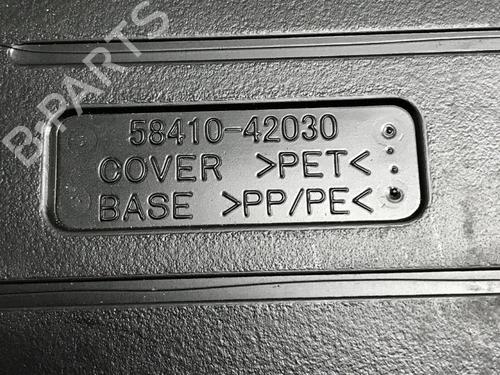 B-PARTS
58410-42030
COVER >PET<
BASE >PP/PE<